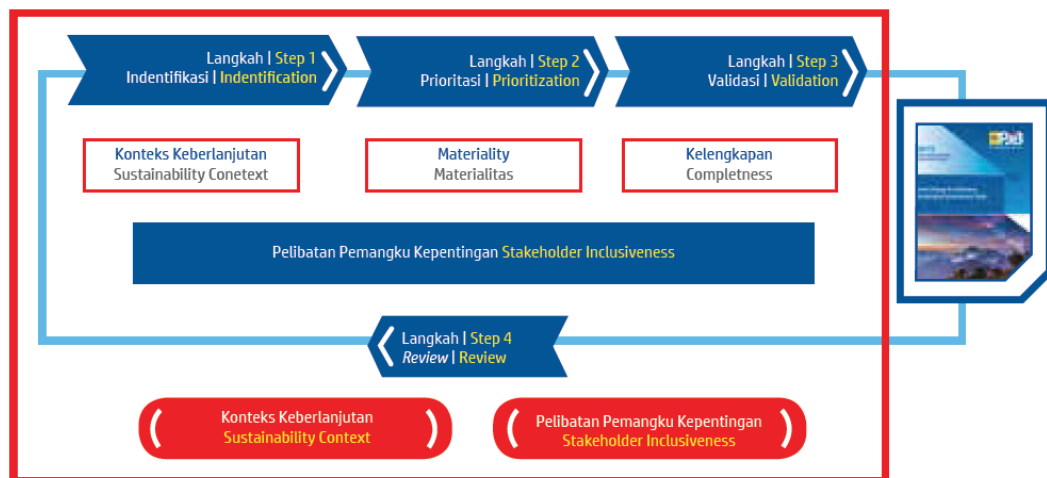 Langkah | Step 1
Indentifikasi | Indentification
Langkah | Step 2
Prioritasi | Prioritization
Langkah | Step 3
Validasi | Validation
Konteks Keberlanjutan
Sustainability Conetext
Materiality
Materialitas
Kelengkapan
Completness
PJB
Pelibatan Pemangku Kepentingan Stakeholder Inclusiveness
Langkah | Step 4
Review | Review
Konteks Keberlanjutan
Sustainability Context
Pelibatan Pemangku Kepentingan
Stakeholder Inclusiveness